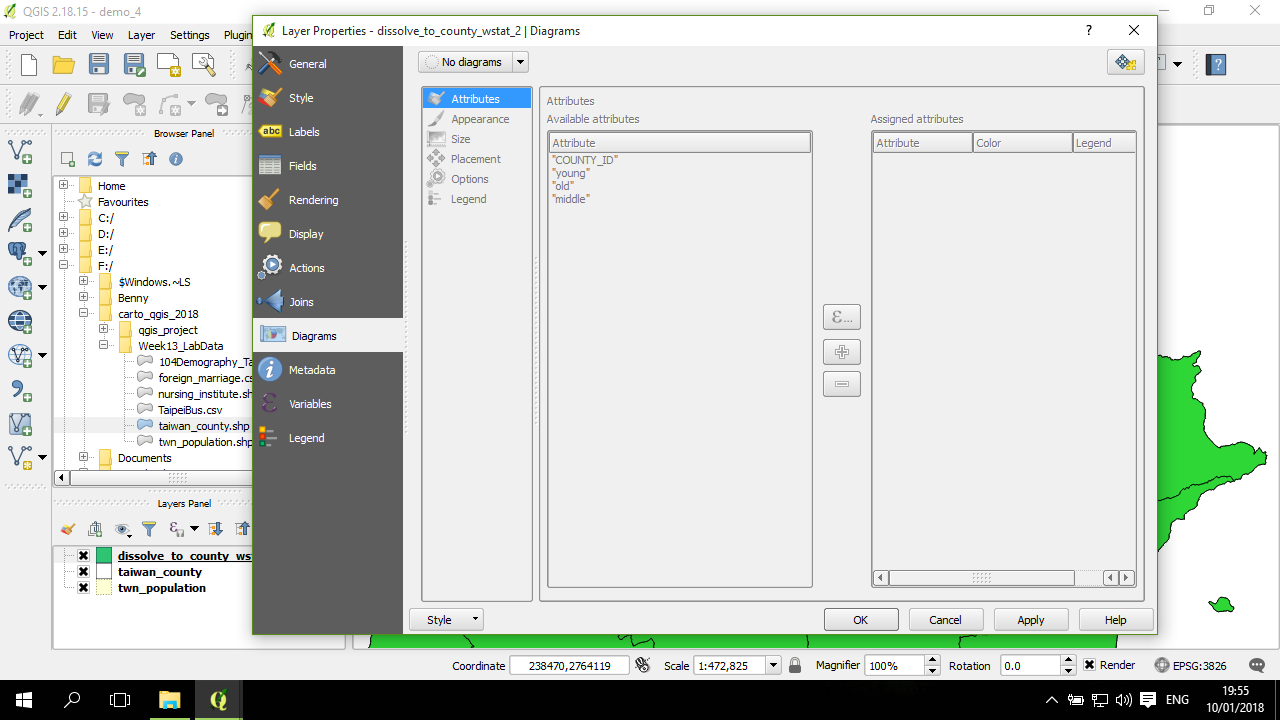 QGIS 2.18.15 - demo_4
Project Edit View Layer Settings Plugin
Layer Properties - dissolve_to_county_wstat_2 | Diagrams
?
General
Style
abc Labels
Fields
Rendering
Display
Actions
Joins
Diagrams
Metadata
Variables
Legend
No diagrams
Attributes
Appearance
Size
Placement
Options
Legend
Attributes
Available attributes
Attribute
"COUNTY_ID"
"young"
"old"
"middle"
ε...
Assigned attributes
Attribute Color Legend
Style
OK Cancel Apply Help
Browser Panel
Home
Favourites
C:/
D:/
E:/
F:/
$Windows.~LS
Benny
carto_qgis_2018
qgis_project
Week13_LabData
104Demography_Ta
foreign_marriage.cs
nursing_institute.sh
TaipeiBus.csv
taiwan_county.shp
twn_population.shp
Documents
Layers Panel
dissolve_to_county_wst
taiwan_county
twn_population
Coordinate 238470,2764119 Scale 1:472,825 Magnifier 100% Rotation 0.0 Render EPSG:3826
ENG
19:55
10/01/2018